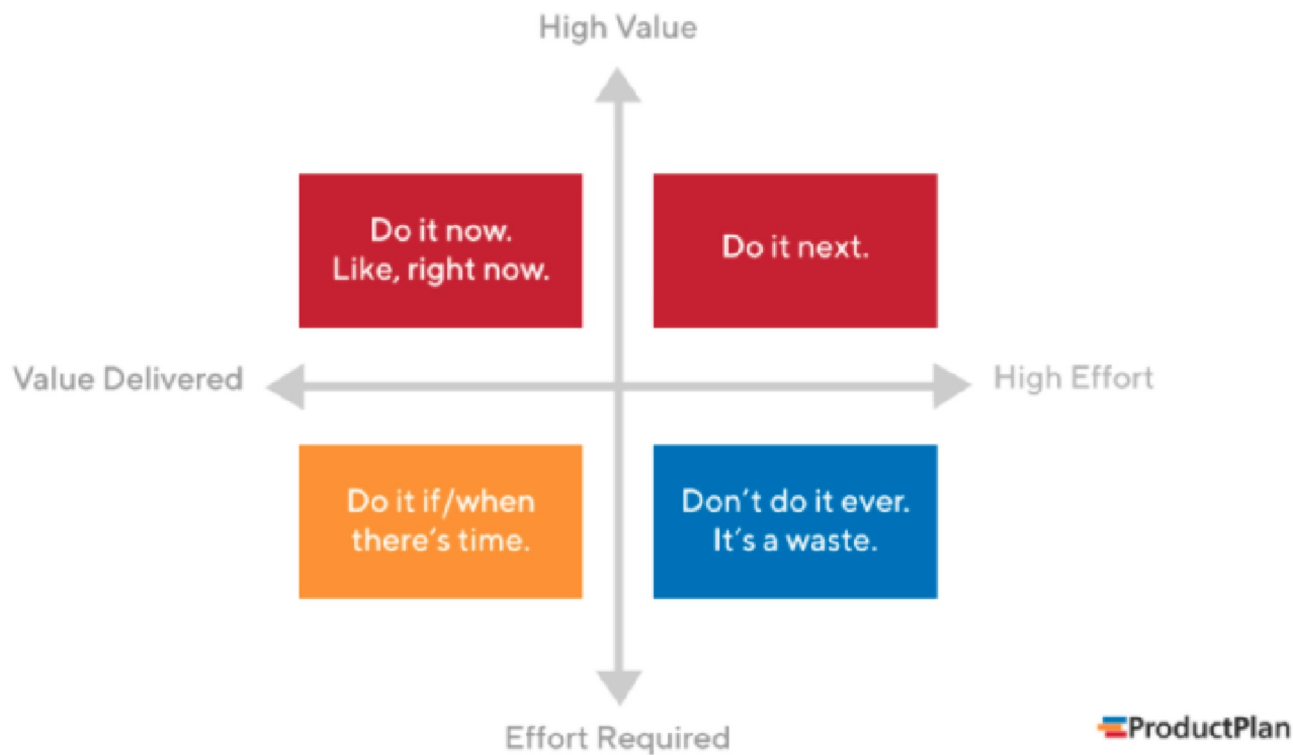 High Value
Do it now.
Like, right now.
Do it next.
Value Delivered
High Effort
Do it if/when
there's time.
Don't do it ever.
It's a waste.
Effort Required
ProductPlan